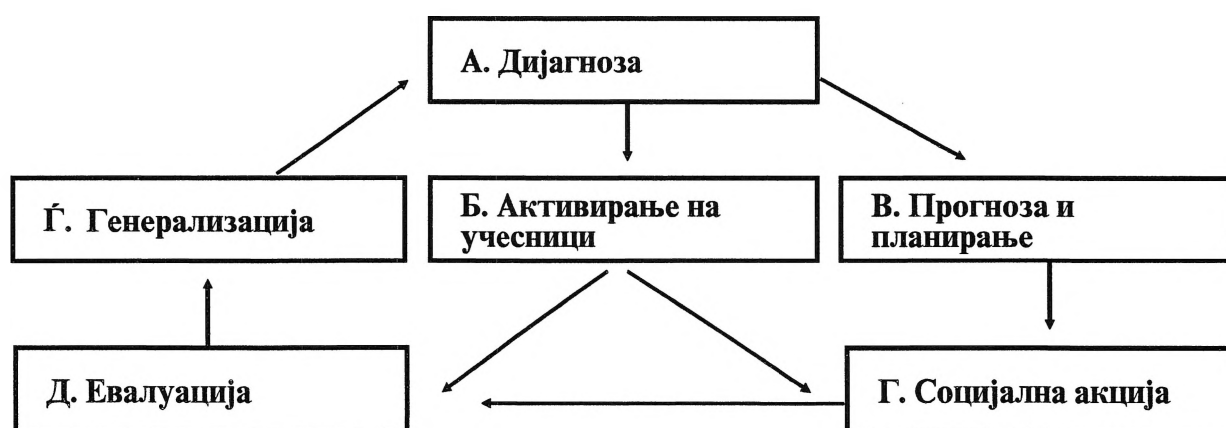 А. Дијагноза
Ѓ. Генерализација
Б. Активирање на
учесници
В. Прогноза и
планирање
Д. Евалуација
Г. Социјална акција